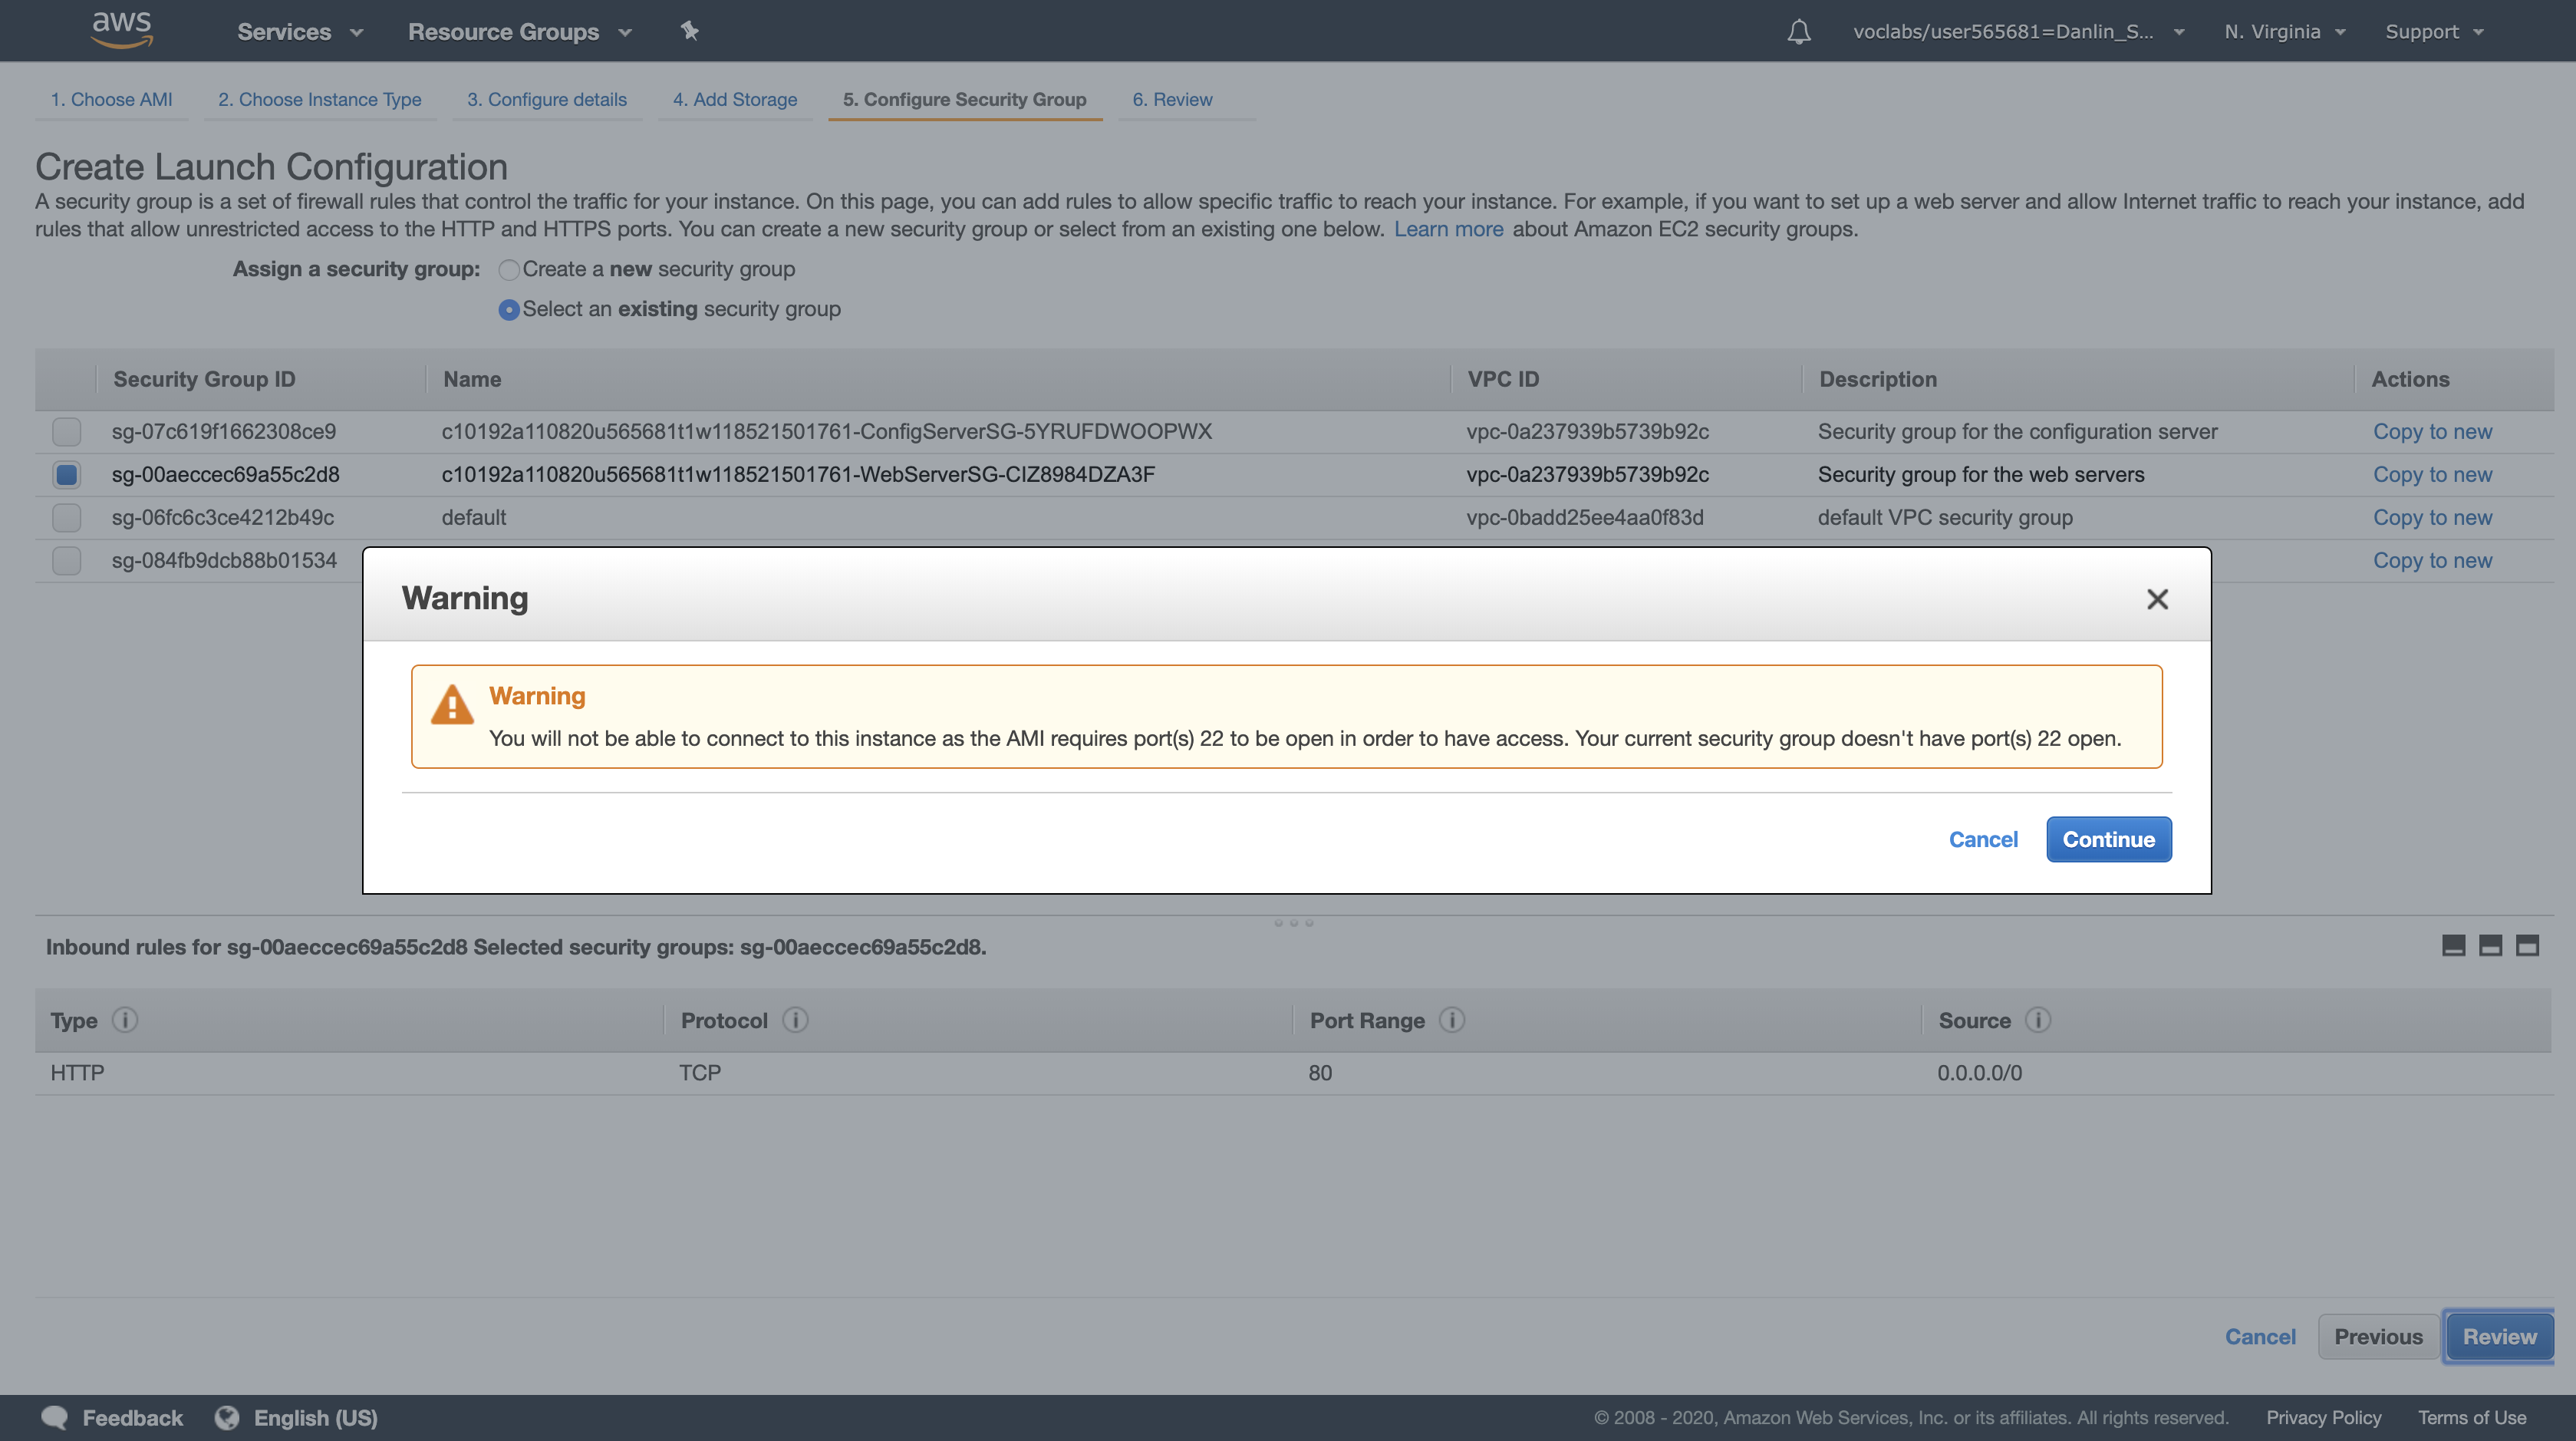 aws Services Resource Groups voclabs/user565681=Danlin_S... N. Virginia Support
1. Choose AMI 2. Choose Instance Type 3. Configure details 4. Add Storage 5. Configure Security Group 6. Review
Create Launch Configuration
A security group is a set of firewall rules that control the traffic for your instance. On this page, you can add rules to allow specific traffic to reach your instance. For example, if you want to set up a web server and allow Internet traffic to reach your instance, add
rules that allow unrestricted access to the HTTP and HTTPS ports. You can create a new security group or select from an existing one below. Learn more about Amazon EC2 security groups.
Assign a security group: Create a new security group
Select an existing security group
Security Group ID Name VPC ID Description Actions
sg-07c619f1662308ce9 c10192a110820u565681t1w118521501761-ConfigServerSG-5YRUFDWOOPWX vpc-0a237939b5739b92c Security group for the configuration server Copy to new
sg-00aeccec69a55c2d8 c10192a110820u565681t1w118521501761-WebServerSG-CIZ8984DZA3F vpc-0a237939b5739b92c Security group for the web servers Copy to new
sg-06fc6c3ce4212b49c default vpc-0badd25ee4aa0f83d default VPC security group Copy to new
sg-084fb9dcb88b01534 Copy to new
Warning
Warning
You will not be able to connect to this instance as the AMI requires port(s) 22 to be open in order to have access. Your current security group doesn't have port(s) 22 open.
Cancel Continue
Inbound rules for sg-00aeccec69a55c2d8 Selected security groups: sg-00aeccec69a55c2d8.
Type Protocol Port Range Source
HTTP TCP 80 0.0.0.0/0
Cancel Previous Review
Feedback English (US) © 2008 - 2020, Amazon Web Services, Inc. or its affiliates. All rights reserved. Privacy Policy Terms of Use